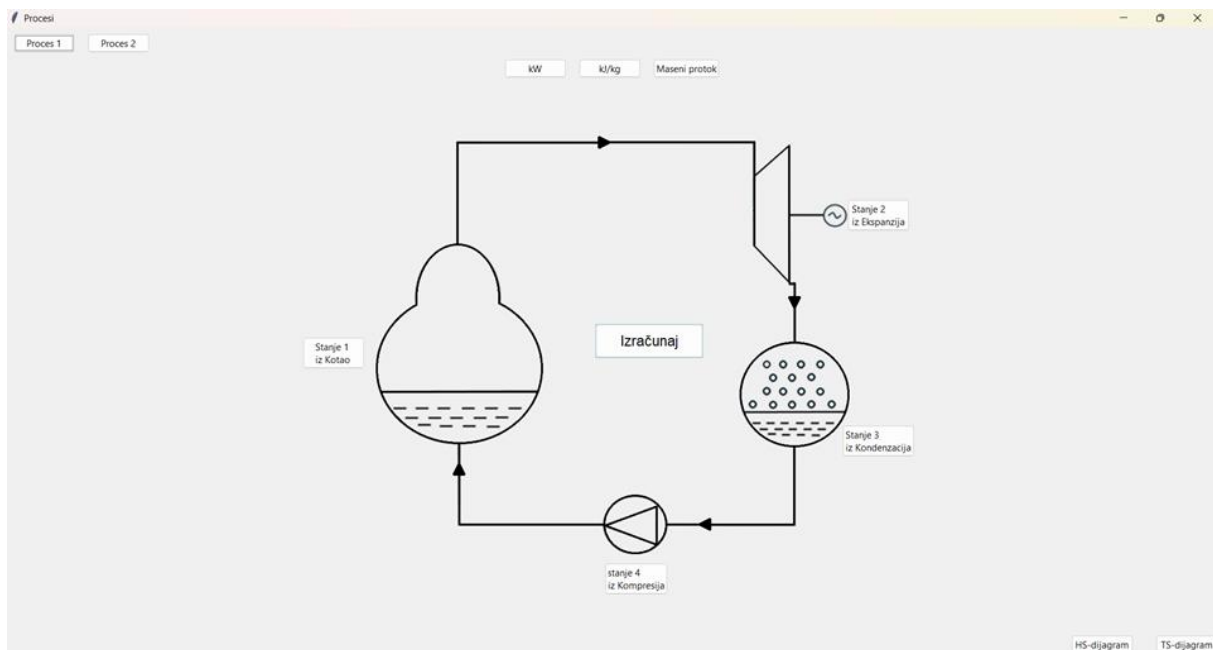 Procesi
Proces 1 Proces 2
kW kJ/kg Maseni protok
Stanje 2
iz Ekspanzija
Izračunaj
Stanje 1
iz Kotao
Stanje 3
iz Kondenzacija
stanje 4
iz Kompresija
HS-dijagram TS-dijagram